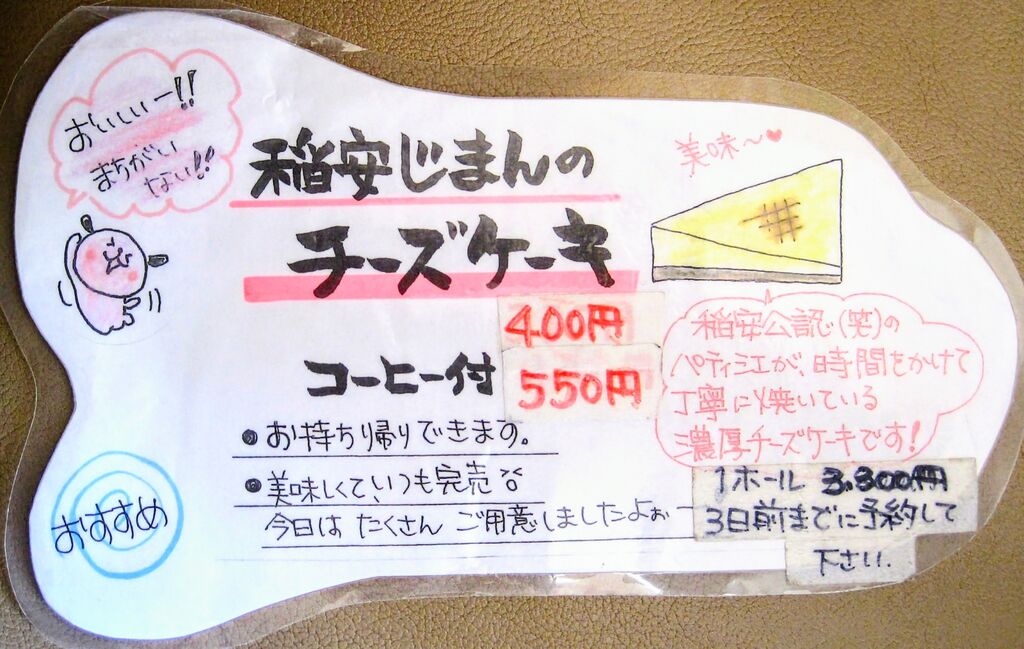 おいしいー!!
まちがい
ない!!
稲安じまんの
チーズケーキ
400円
コーヒー付 550円
美味〜♥
稲安公認(笑)の
パティシエが、時間をかけて
丁寧に焼いている
濃厚チーズケーキです!
●お持ち帰りできます。
●美味しくて、いつも完売
今日は たくさん ご用意しましたよぉー
1ホール 3,300円
3日前までに予約して
下さい.
おすすめ